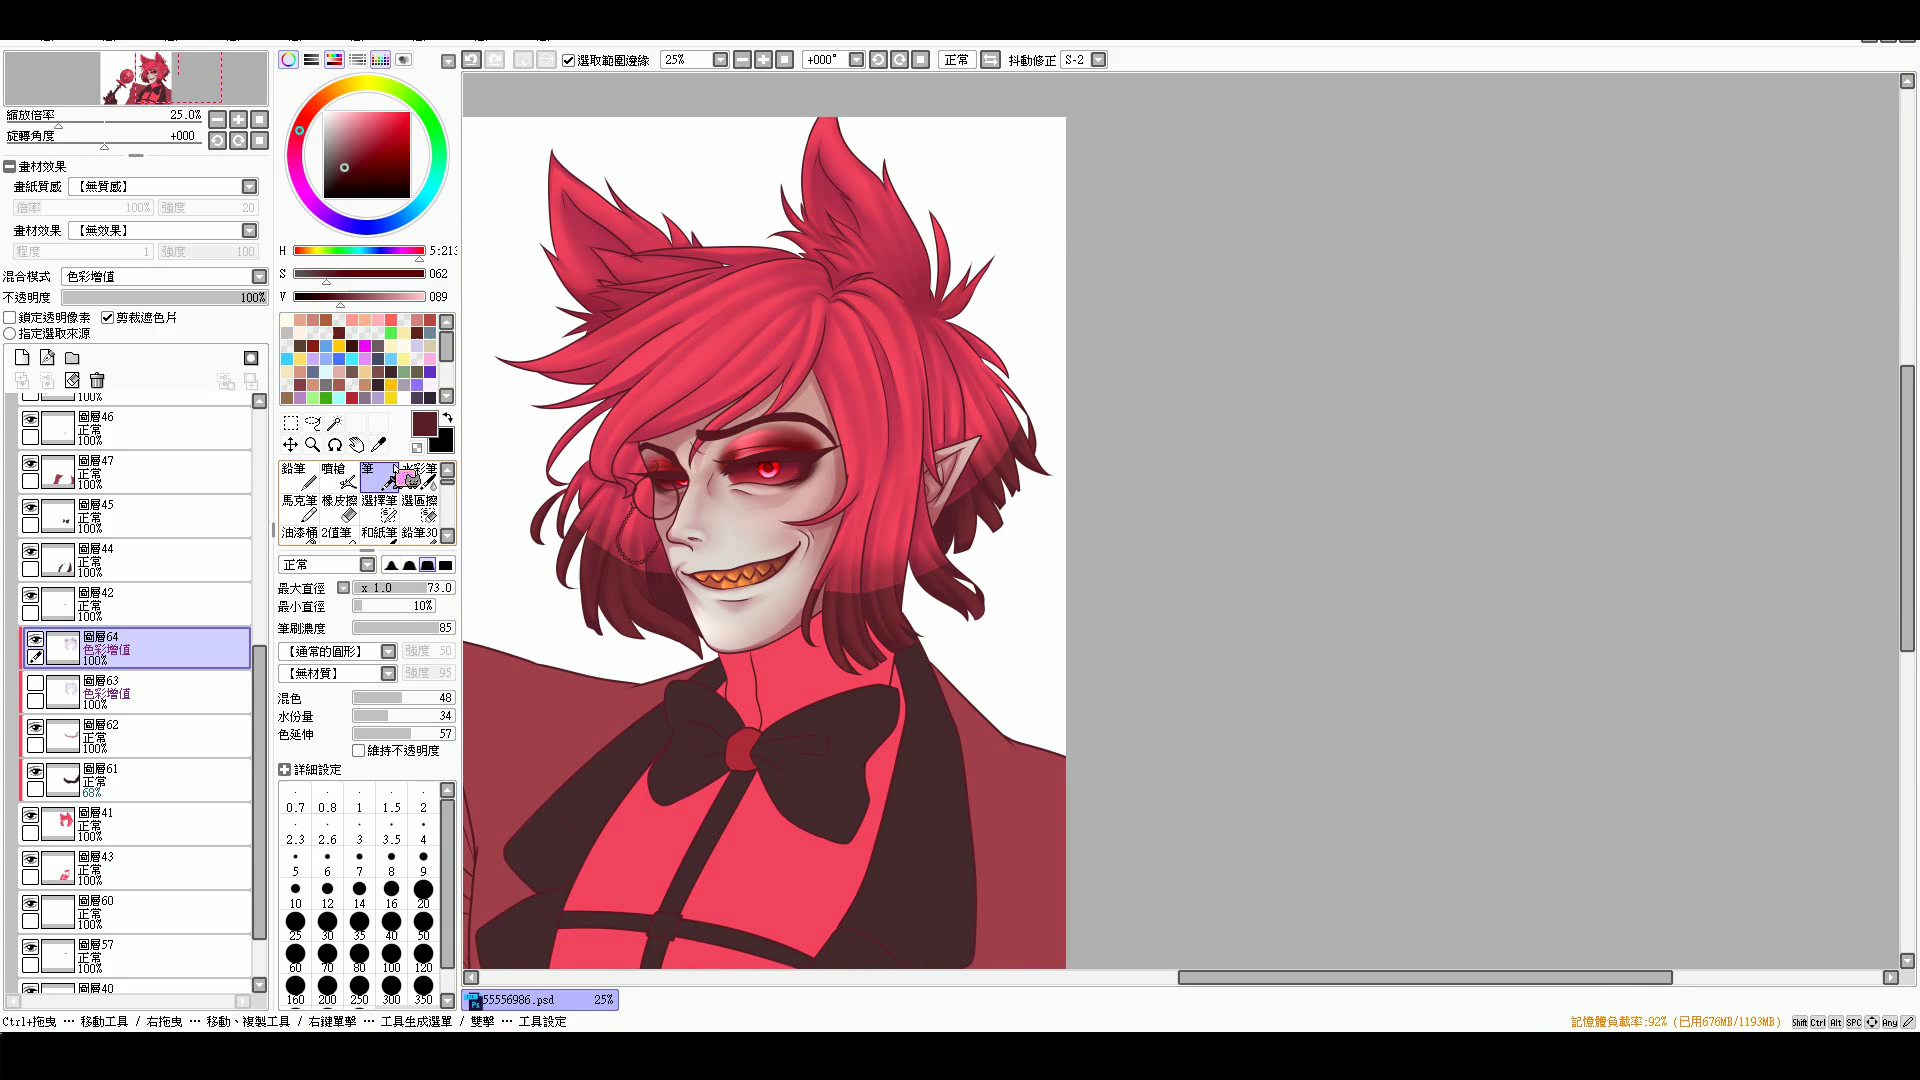 選取範圍邊緣 25% +000° 正常 抖動修正 S-2
縮放倍率 25.0%
旋轉角度 +000
畫材效果
畫紙質感 【無質感】
倍率 100% 強度 20
畫材效果 【無效果】
程度 1 強度 100
混合模式 色彩增值
不透明度 100%
鎖定透明像素 剪裁遮色片
指定選取來源
100%
圖層46
正常
100%
圖層47
正常
100%
圖層45
正常
100%
圖層44
正常
100%
圖層42
正常
100%
圖層64
色彩增值
100%
圖層63
色彩增值
100%
圖層62
正常
100%
圖層61
正常
68%
圖層41
正常
100%
圖層43
正常
100%
圖層60
正常
100%
圖層57
正常
100%
圖層40
H
S 062
V 089
鉛筆 噴槍 筆 水彩筆
馬克筆 橡皮擦 選擇筆 選區擦
油漆桶 2值筆 和紙筆 鉛筆30
正常
最大直徑 x 1.0 73.0
最小直徑 10%
筆刷濃度 85
【通常的圓形】 強度 50
【無材質】 強度 95
混色 48
水份量 34
色延伸 57
維持不透明度
詳細設定
0.7 0.8 1 1.5 2
2.3 2.6 3 3.5 4
5 6 7 8 9
10 12 14 16 20
25 30 35 40 50
60 70 80 100 120
160 200 250 300 350
55556986.psd 25%
Ctrl+拖曳 … 移動工具 / 右拖曳 … 移動、複製工具 / 右鍵單擊 … 工具生成選單 / 雙擊 … 工具設定
記憶體負載率:92% (已用676MB/1193MB) Shift Ctrl Alt SPC Any